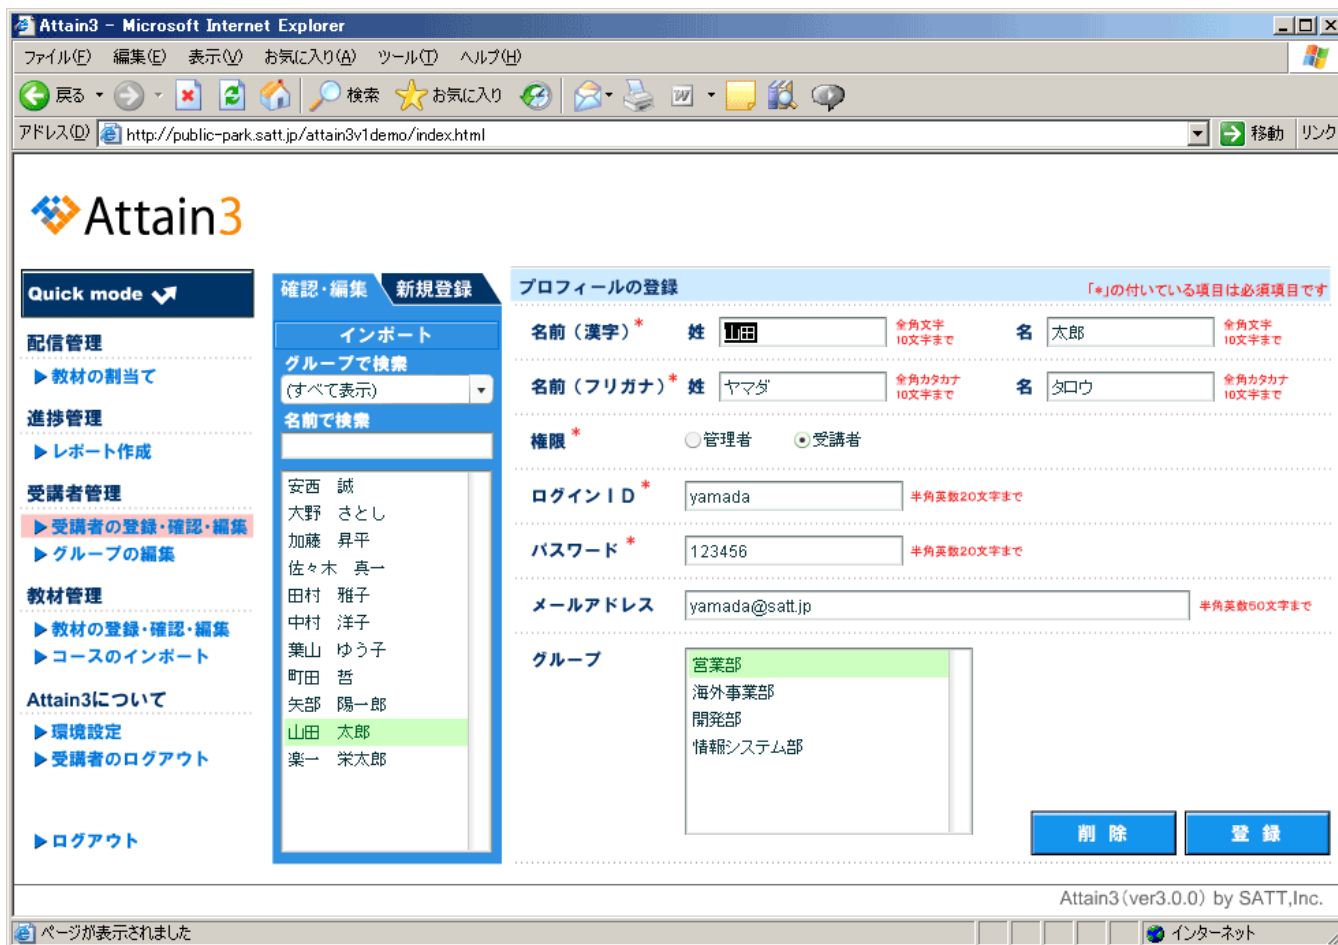 Attain3 - Microsoft Internet Explorer
ファイル(F) 編集(E) 表示(V) お気に入り(A) ツール(T) ヘルプ(H)
戻る 検索 お気に入り
アドレス(D) http://public-park.satt.jp/attain3v1demo/index.html 移動 リンク
Attain3
Quick mode
配信管理
▶教材の割当て
進捗管理
▶レポート作成
受講者管理
▶受講者の登録・確認・編集
▶グループの編集
教材管理
▶教材の登録・確認・編集
▶コースのインポート
Attain3について
▶環境設定
▶受講者のログアウト
▶ログアウト
確認・編集 新規登録
インポート
グループで検索
(すべて表示)
名前で検索
安西 誠
大野 さとし
加藤 昇平
佐々木 真一
田村 雅子
中村 洋子
葉山 ゆう子
町田 哲
矢部 陽一郎
山田 太郎
楽一 栄太郎
プロフィールの登録
「*」の付いている項目は必須項目です
名前(漢字)* 姓 山田 全角文字 10文字まで 名 太郎 全角文字 10文字まで
名前(フリガナ)* 姓 ヤマダ 全角カタカナ 10文字まで 名 タロウ 全角カタカナ 10文字まで
権限* 管理者 受講者
ログインID* yamada 半角英数20文字まで
パスワード* 123456 半角英数20文字まで
メールアドレス yamada@satt.jp 半角英数50文字まで
グループ
営業部
海外事業部
開発部
情報システム部
削除 登録
Attain3(ver3.0.0) by SATT,Inc.
ページが表示されました インターネット